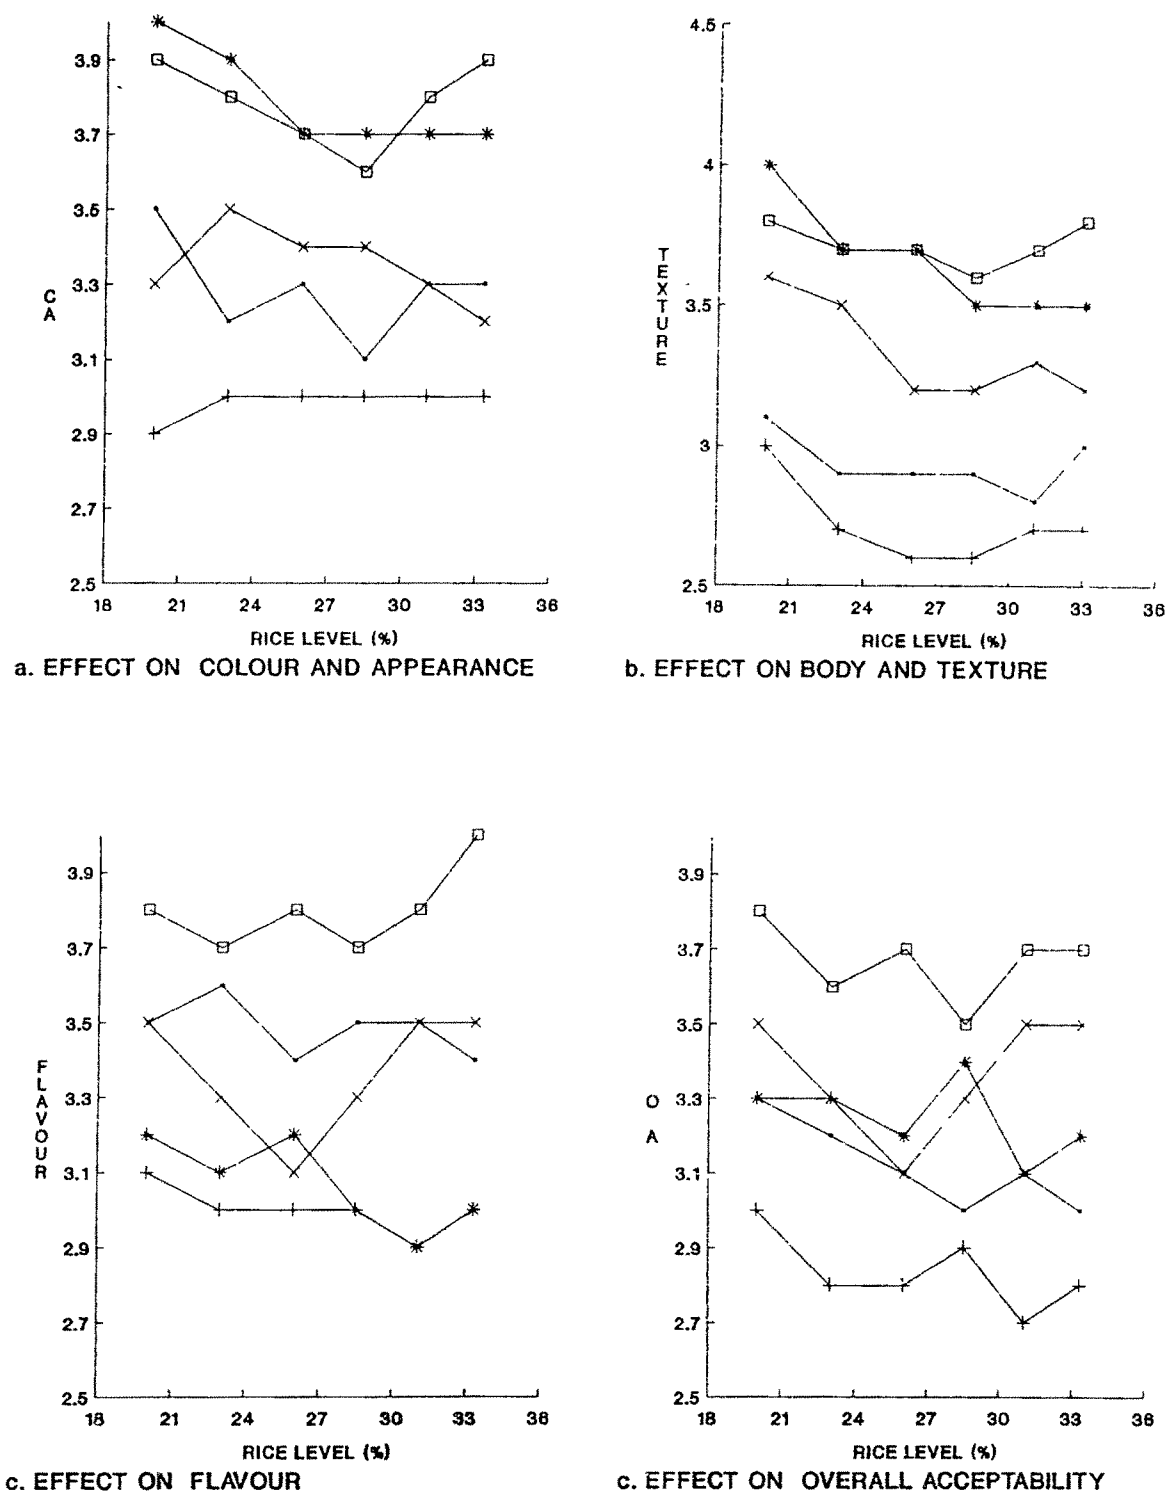 3.9
3.7
3.5
3.3
3.1
2.9
2.7
2.5
CA
18 21 24 27 30 33 36
RICE LEVEL (%)
a. EFFECT ON COLOUR AND APPEARANCE
4.5
4
3.5
3
2.5
TEXTURE
18 21 24 27 30 33 36
RICE LEVEL (%)
b. EFFECT ON BODY AND TEXTURE
3.9
3.7
3.5
3.3
3.1
2.9
2.7
2.5
FLAVOUR
18 21 24 27 30 33 36
RICE LEVEL (%)
c. EFFECT ON FLAVOUR
3.9
3.7
3.5
3.3
3.1
2.9
2.7
2.5
O A
18 21 24 27 30 33 36
RICE LEVEL (%)
c. EFFECT ON OVERALL ACCEPTABILITY